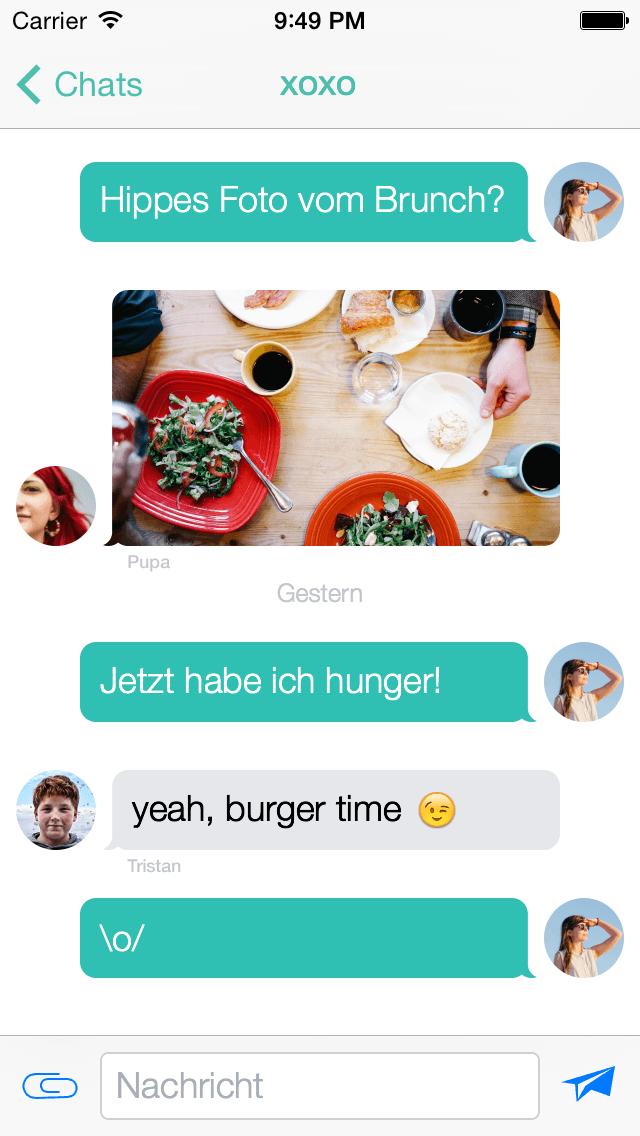 Carrier 9:49 PM
Chats xoxo
Hippes Foto vom Brunch?
Pupa
Gestern
Jetzt habe ich hunger!
yeah, burger time 😉
Tristan
\o/
Nachricht